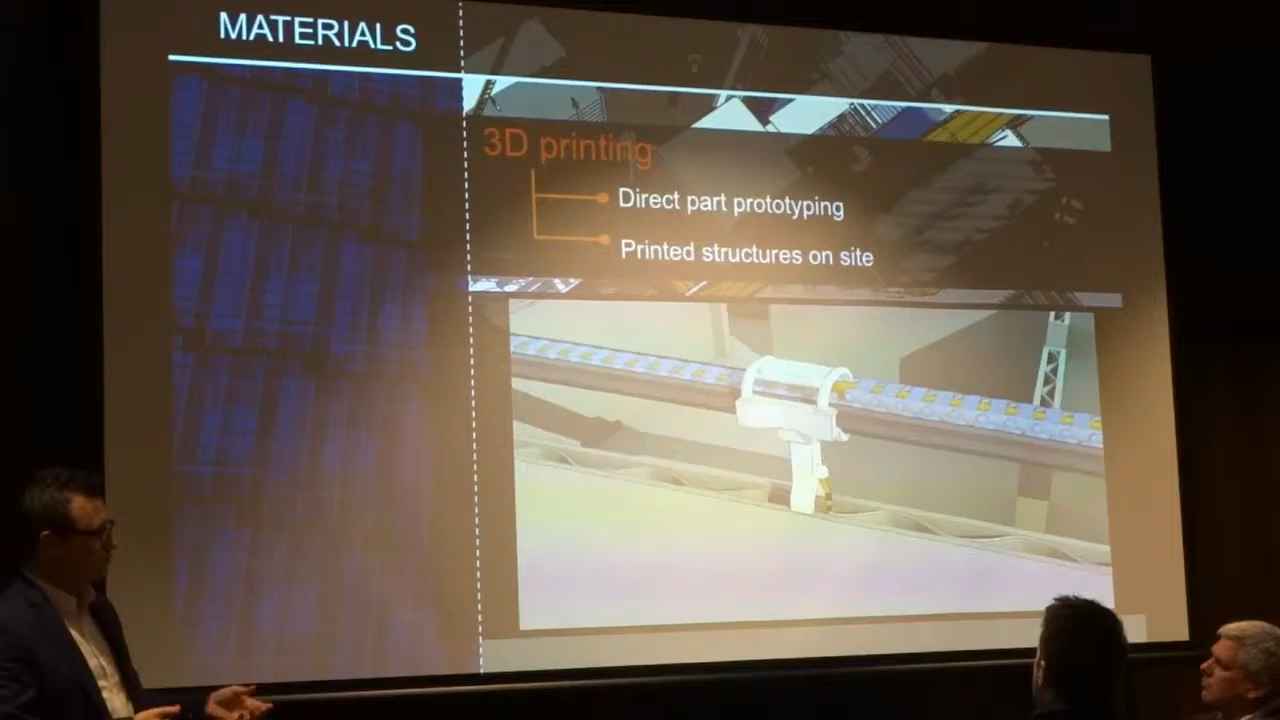 MATERIALS
3D printing
Direct part prototyping
Printed structures on site